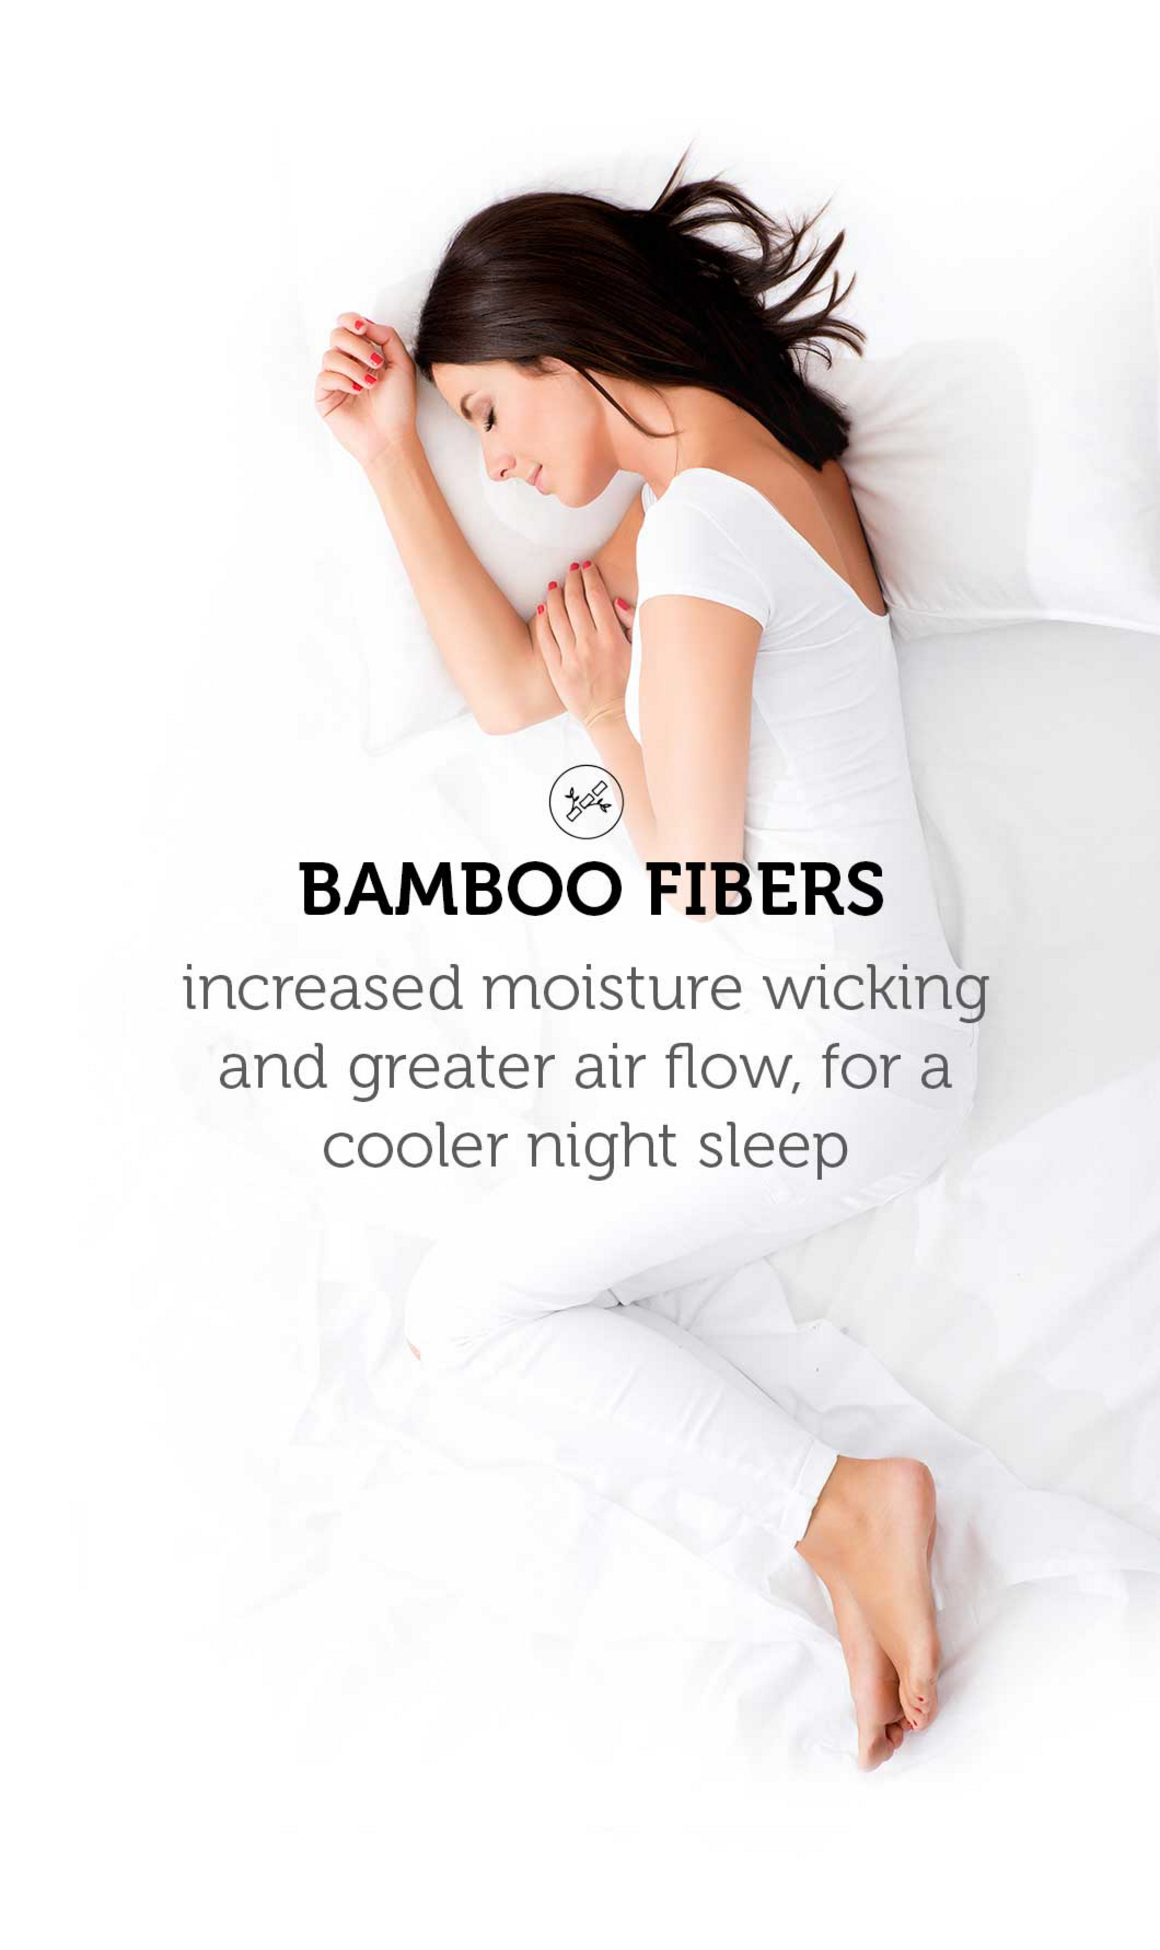 BAMBOO FIBERS
increased moisture wicking
and greater air flow, for a
cooler night sleep